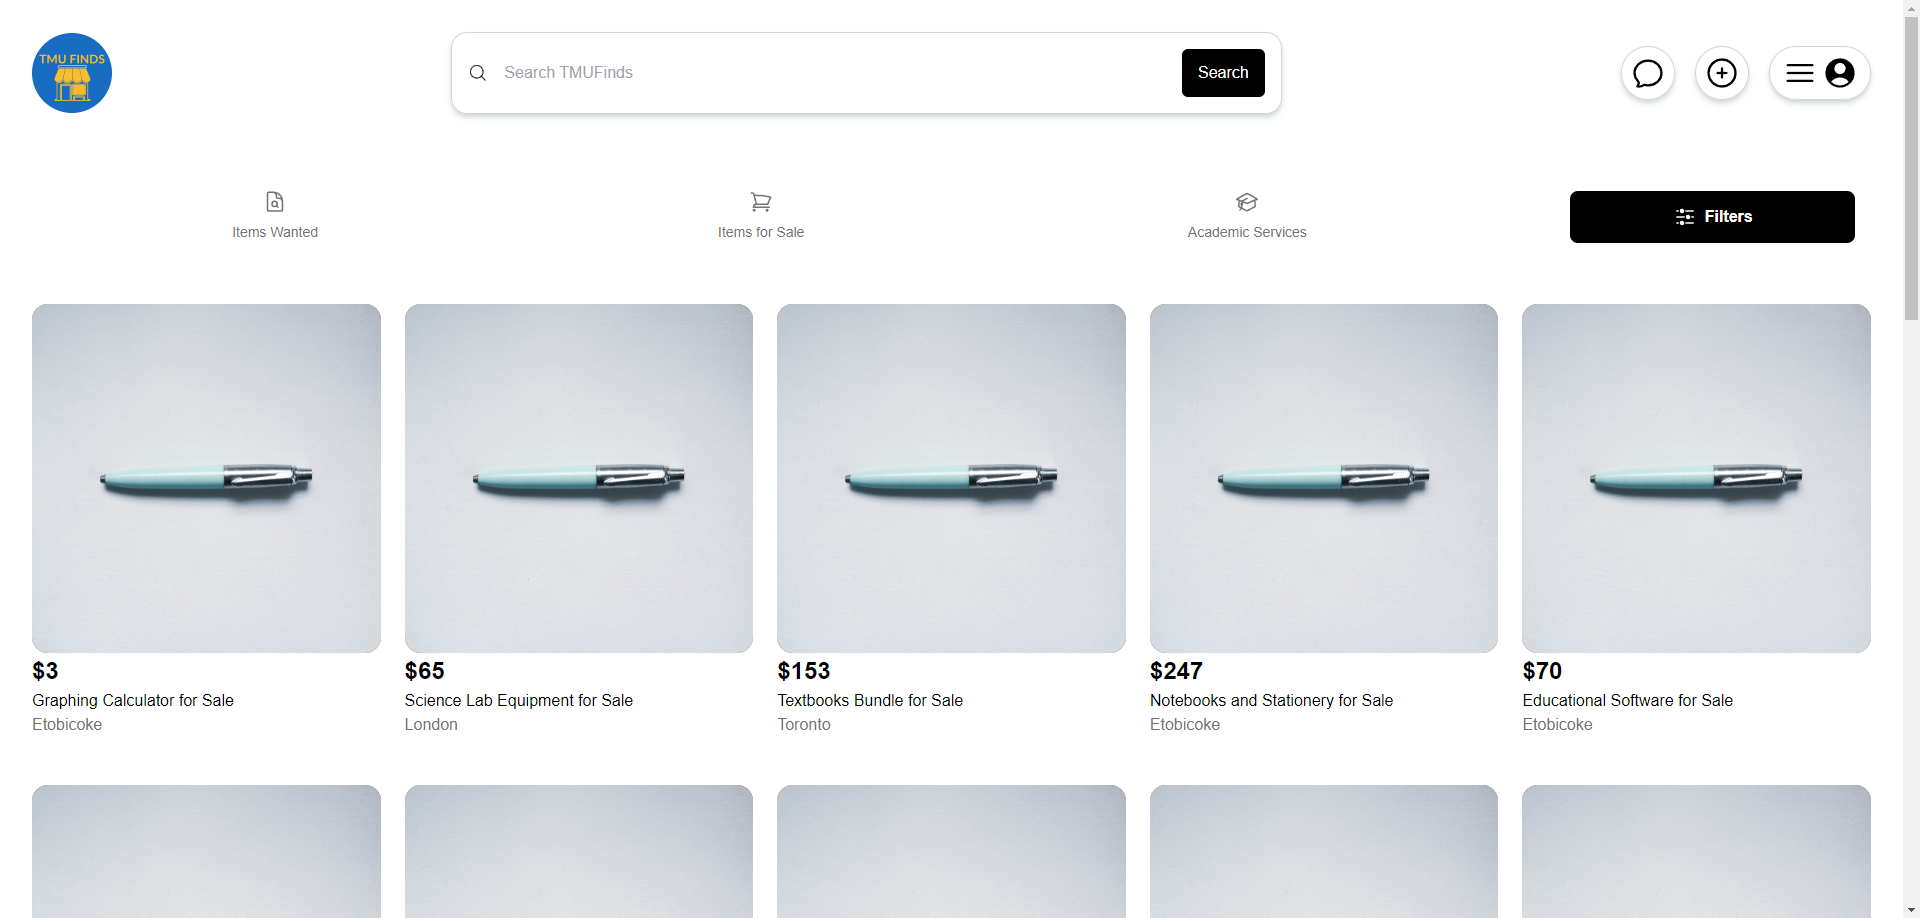 TMU FINDS
Search TMUFinds
Search
Items Wanted
Items for Sale
Academic Services
Filters
$3
Graphing Calculator for Sale
Etobicoke
$65
Science Lab Equipment for Sale
London
$153
Textbooks Bundle for Sale
Toronto
$247
Notebooks and Stationery for Sale
Etobicoke
$70
Educational Software for Sale
Etobicoke